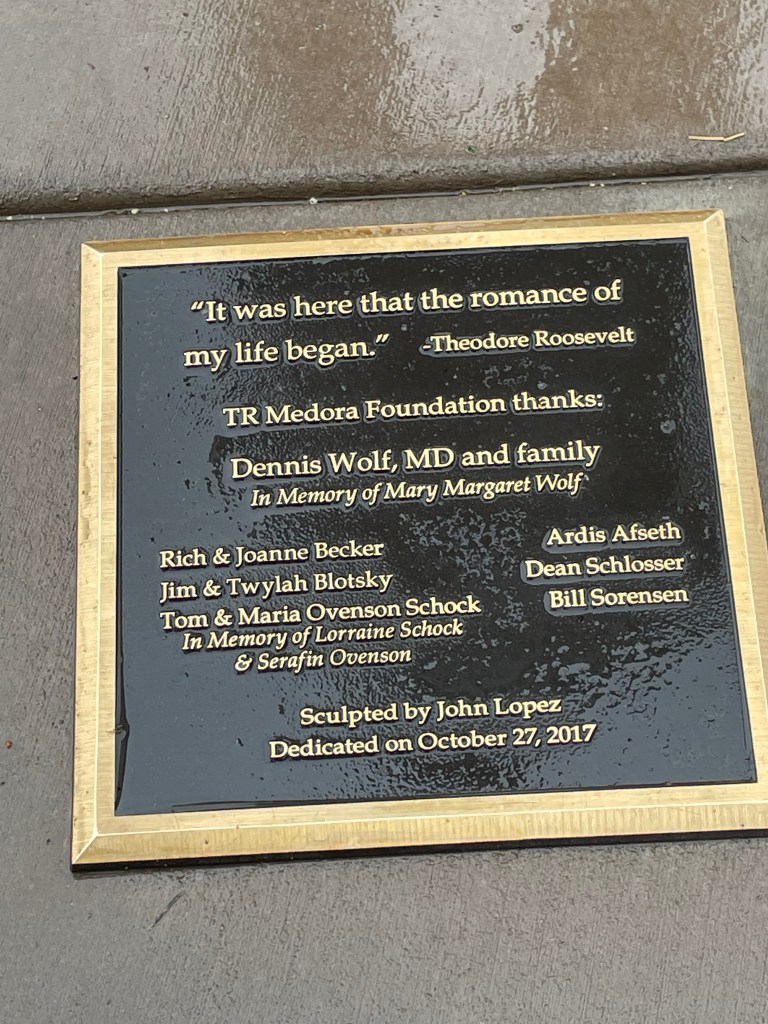 “It was here that the romance of
my life began.” -Theodore Roosevelt
TR Medora Foundation thanks:
Dennis Wolf, MD and family
In Memory of Mary Margaret Wolf
Rich & Joanne Becker
Jim & Twylah Blotsky
Tom & Maria Ovenson Schock
In Memory of Lorraine Schock
& Serafin Ovenson
Ardis Afseth
Dean Schlosser
Bill Sorensen
Sculpted by John Lopez
Dedicated on October 27, 2017